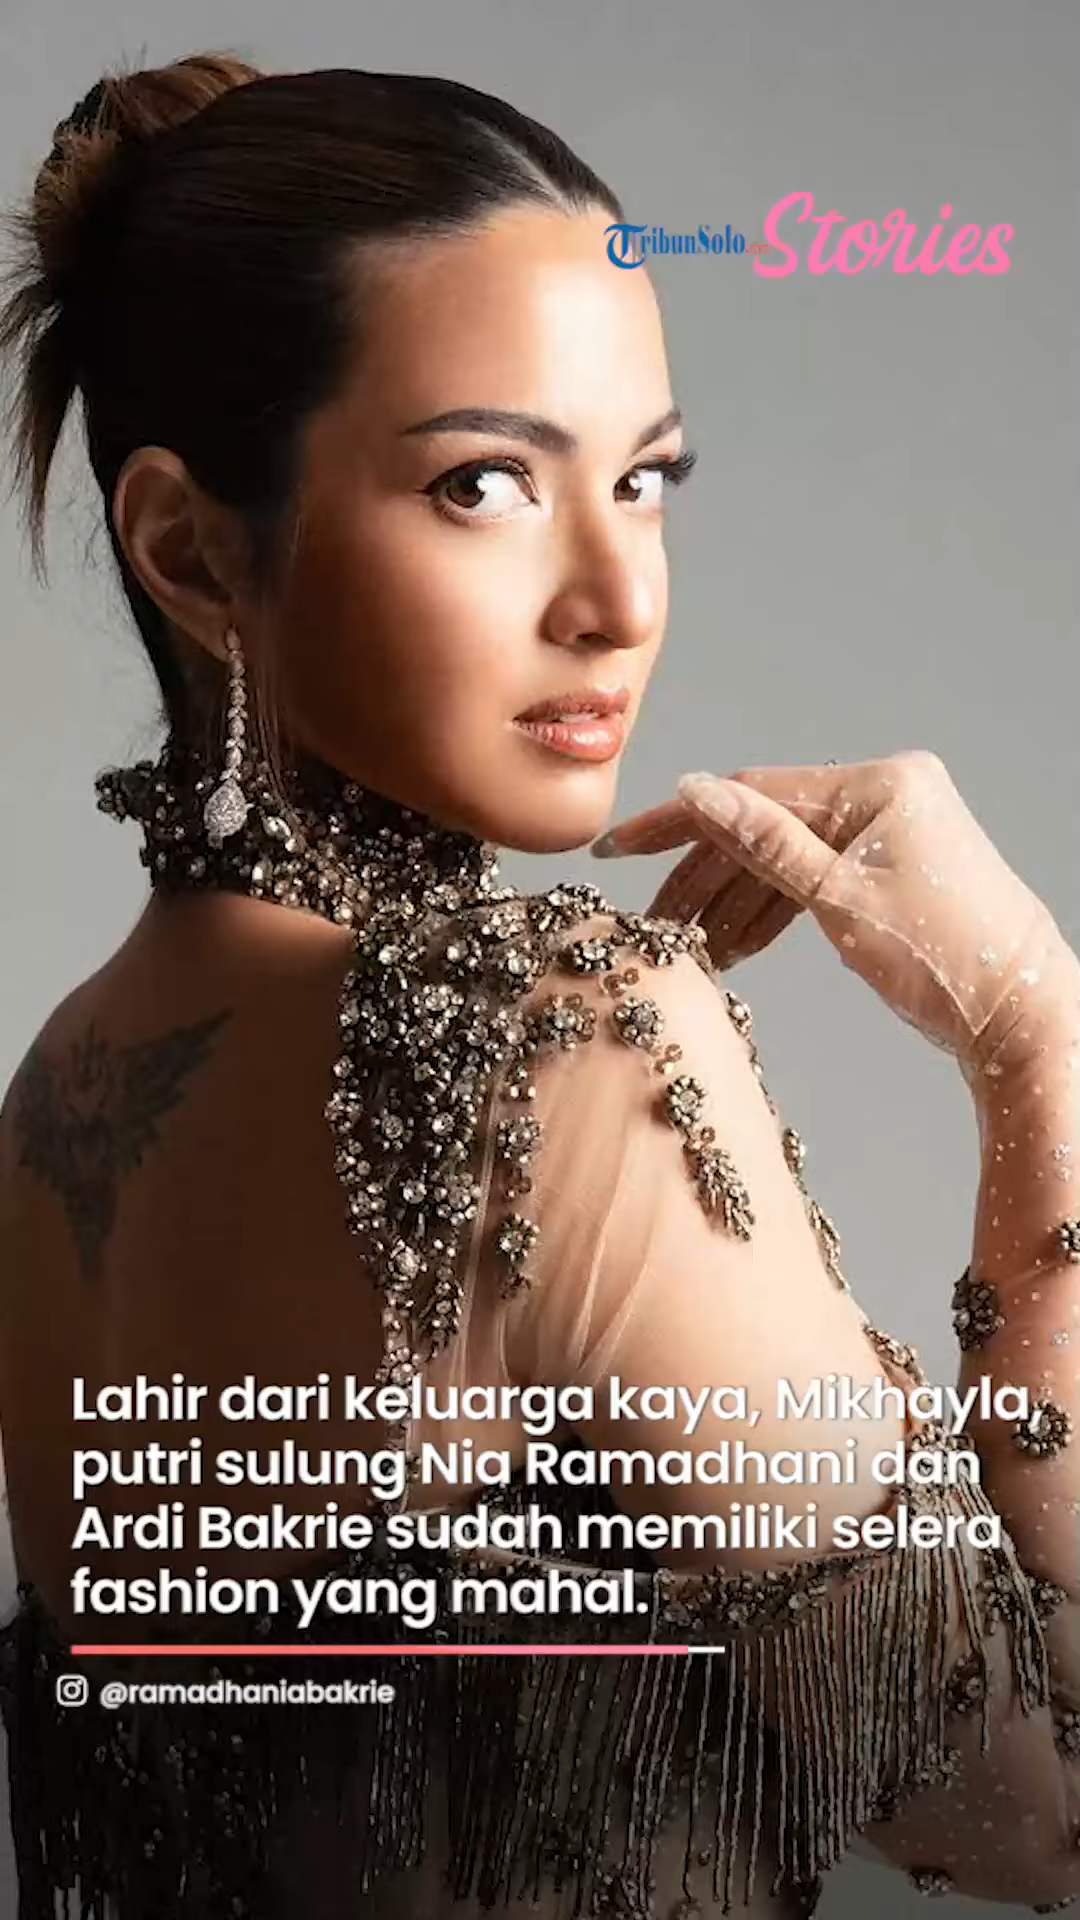 TribunSolo.com Stories
Lahir dari keluarga kaya, Mikhayla,
putri sulung Nia Ramadhani dan
Ardi Bakrie sudah memiliki selera
fashion yang mahal.
@ramadhaniabakrie